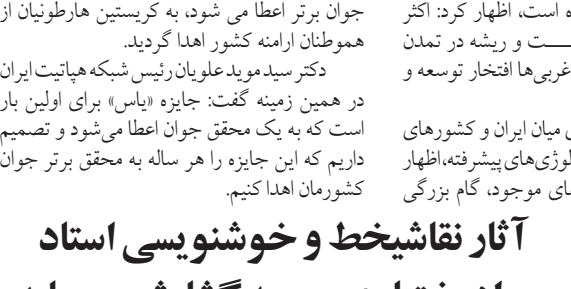 ه است، اظهار کرد: اکثر
ست و ریشه در تمدن
غربی‌ها افتخار توسعه و
میان ایران و کشورهای
لوژی‌های پیشرفته،اظهار
های موجود، گام بزرگی
جوان برتر اعطا می شود، به کریستین هارطونیان از
هموطنان ارامنه کشور اهدا گردید.
دکتر سید موید علویان رئیس شبکه هپاتیت ایران
در همین زمینه گفت: جایزه «یاس» برای اولین بار
است که به یک محقق جوان اعطا می‌شود و تصمیم
داریم که این جایزه را هر ساله به محقق برتر جوان
کشورمان اهدا کنیم.
آثار نقاشیخط و خوشنویسی استاد